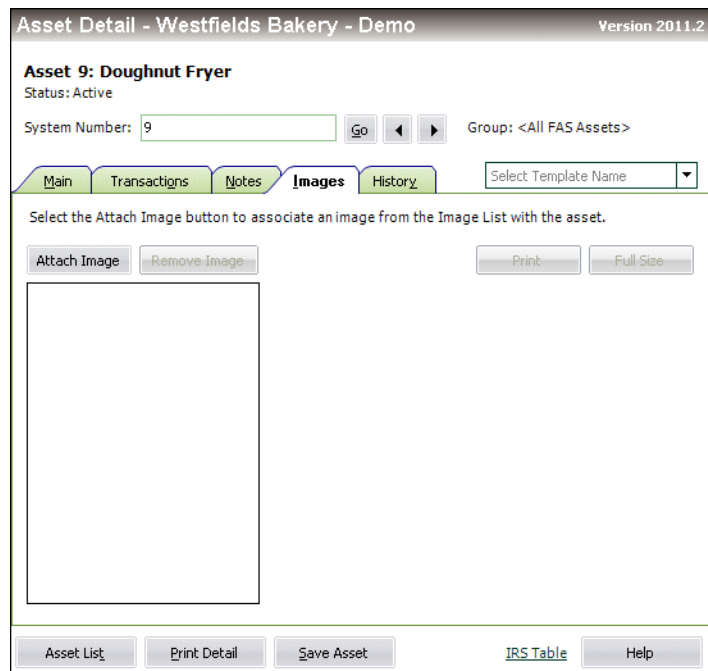 Asset Detail - Westfields Bakery - Demo Version 2011.2
Asset 9: Doughnut Fryer
Status: Active
System Number: 9 Go Group: <All FAS Assets>
Main Transactions Notes Images History Select Template Name
Select the Attach Image button to associate an image from the Image List with the asset.
Attach Image Remove Image Print Full Size
Asset List Print Detail Save Asset IRS Table Help